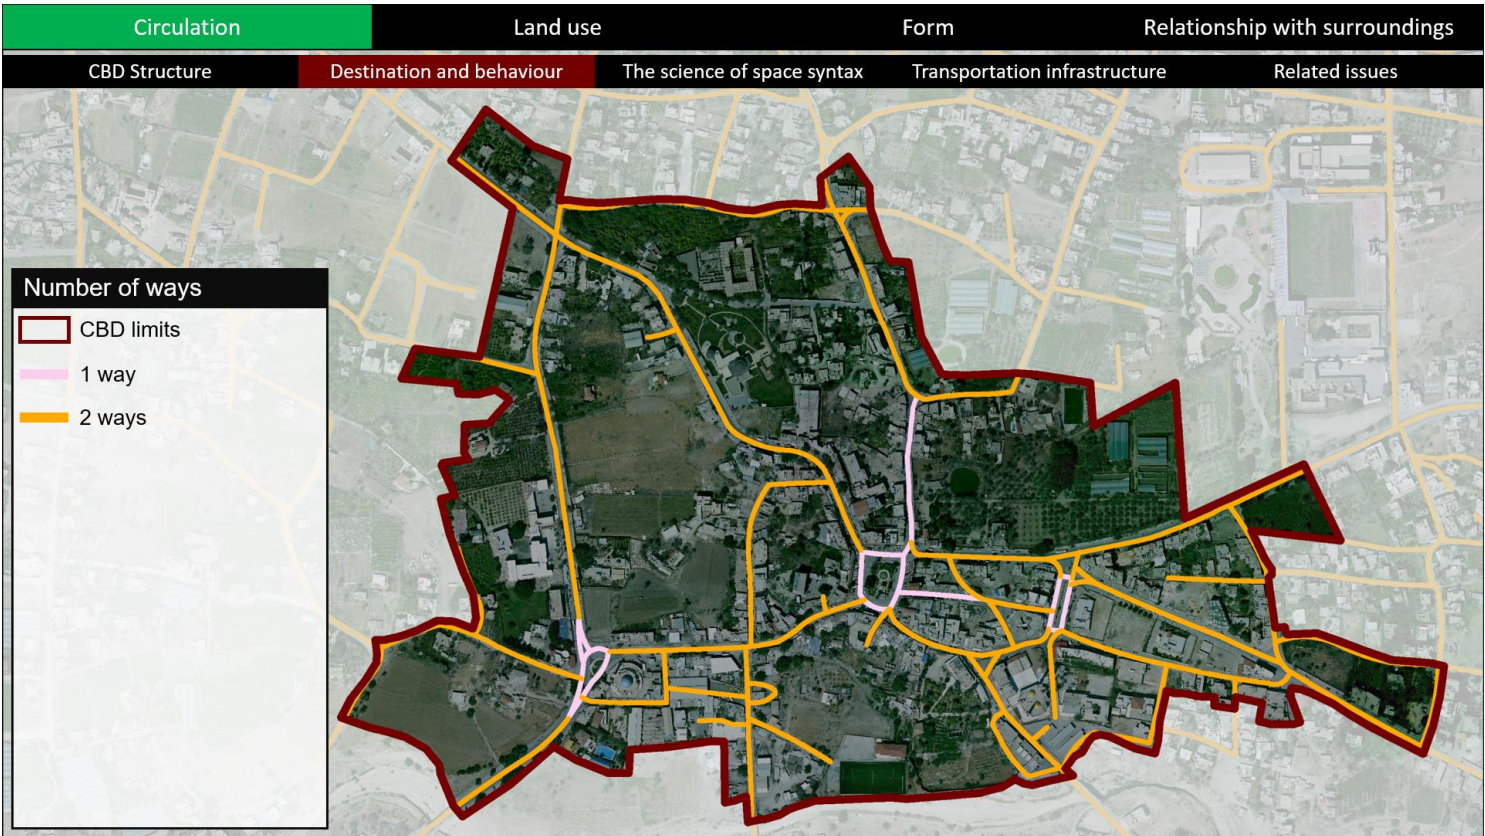 Circulation
Land use
Form
Relationship with surroundings
CBD Structure
Destination and behaviour
The science of space syntax
Transportation infrastructure
Related issues
Number of ways
CBD limits
1 way
2 ways